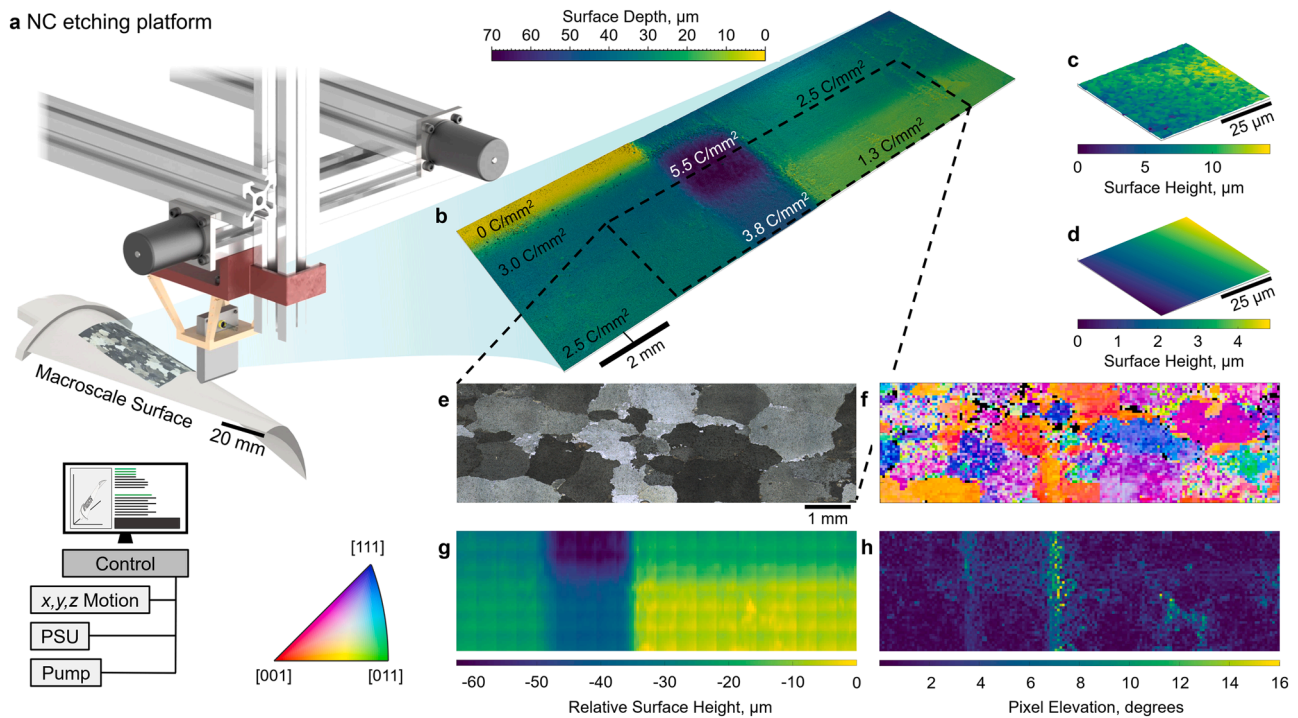 a NC etching platform
Surface Depth, µm
70 60 50 40 30 20 10 0
b
0 C/mm²
3.0 C/mm²
2.5 C/mm²
5.5 C/mm²
3.8 C/mm²
2.5 C/mm²
1.3 C/mm²
2 mm
c
25 µm
0 5 10
Surface Height, µm
d
25 µm
0 1 2 3 4
Surface Height, µm
Macroscale Surface
20 mm
Control
x,y,z Motion
PSU
Pump
[111]
[001]
[011]
e
1 mm
f
g
-60 -50 -40 -30 -20 -10 0
Relative Surface Height, µm
h
2 4 6 8 10 12 14 16
Pixel Elevation, degrees